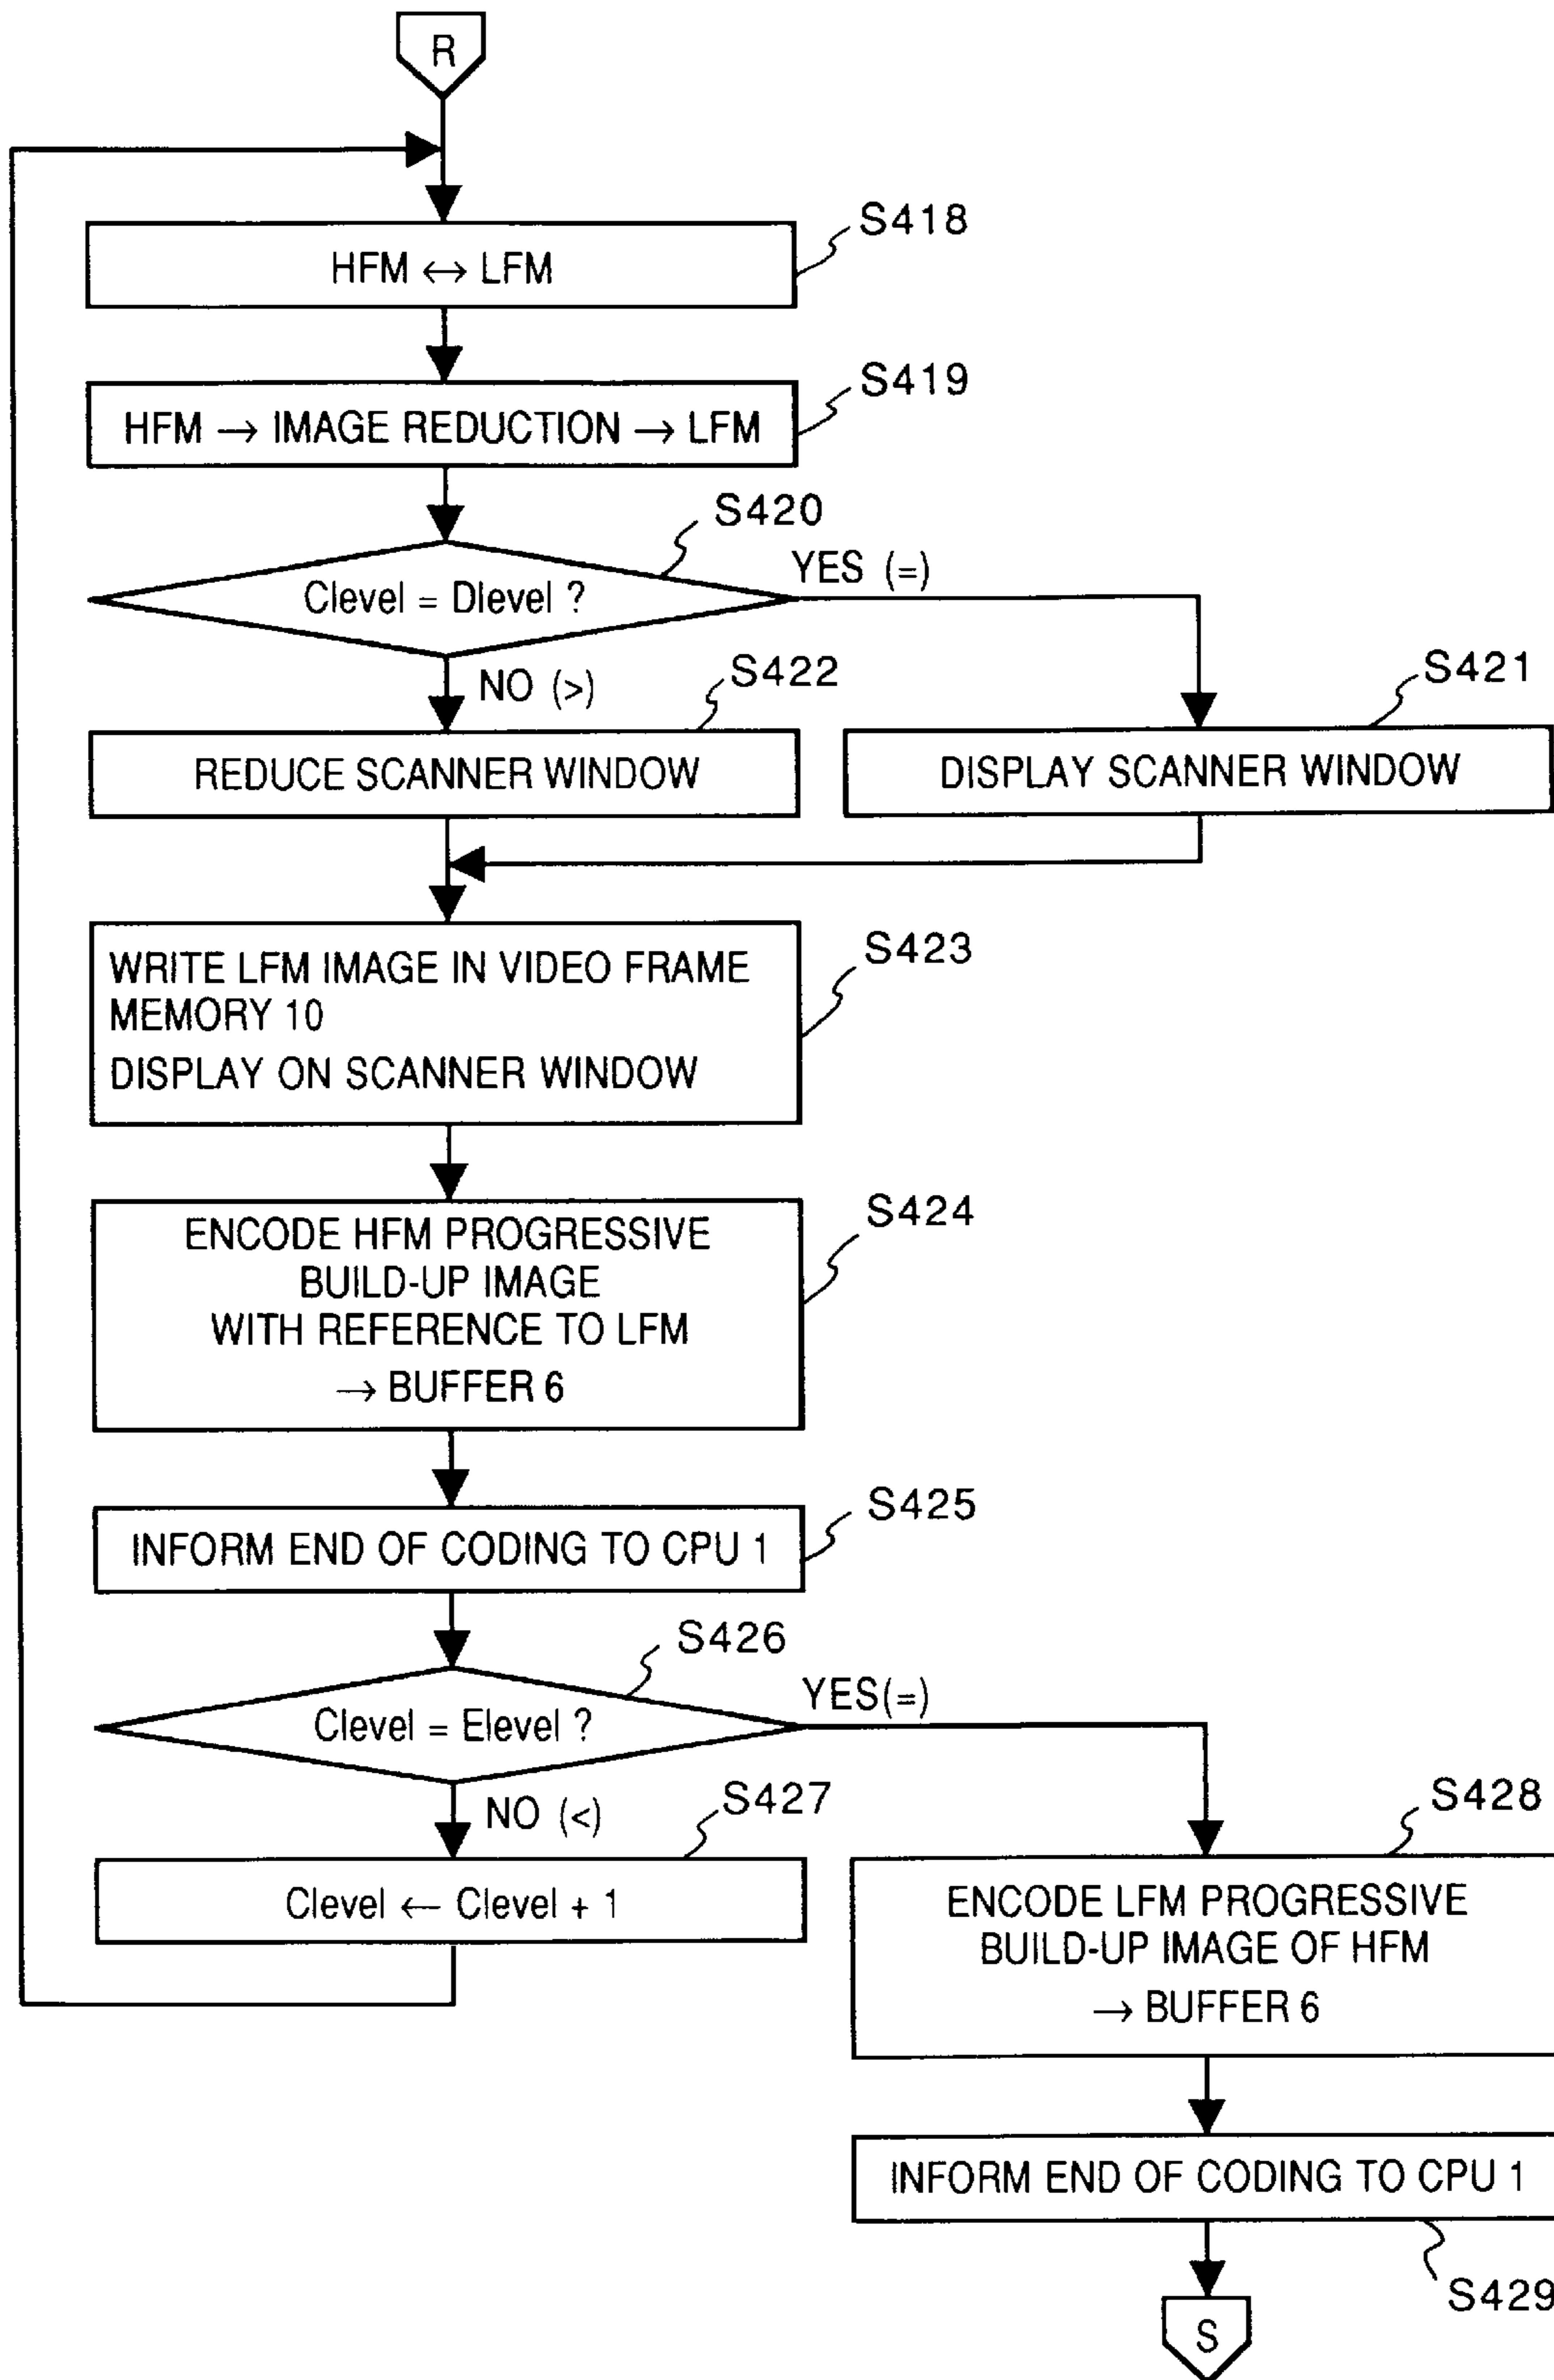 R
S418
HFM ↔ LFM
S419
HFM → IMAGE REDUCTION → LFM
S420
Clevel = Dlevel ?
YES (=)
NO (>)
S422
S421
REDUCE SCANNER WINDOW
DISPLAY SCANNER WINDOW
S423
WRITE LFM IMAGE IN VIDEO FRAME
MEMORY 10
DISPLAY ON SCANNER WINDOW
S424
ENCODE HFM PROGRESSIVE
BUILD-UP IMAGE
WITH REFERENCE TO LFM
→ BUFFER 6
S425
INFORM END OF CODING TO CPU 1
S426
Clevel = Elevel ?
YES(=)
NO (<)
S427
S428
Clevel ← Clevel + 1
ENCODE LFM PROGRESSIVE
BUILD-UP IMAGE OF HFM
→ BUFFER 6
INFORM END OF CODING TO CPU 1
S429
S